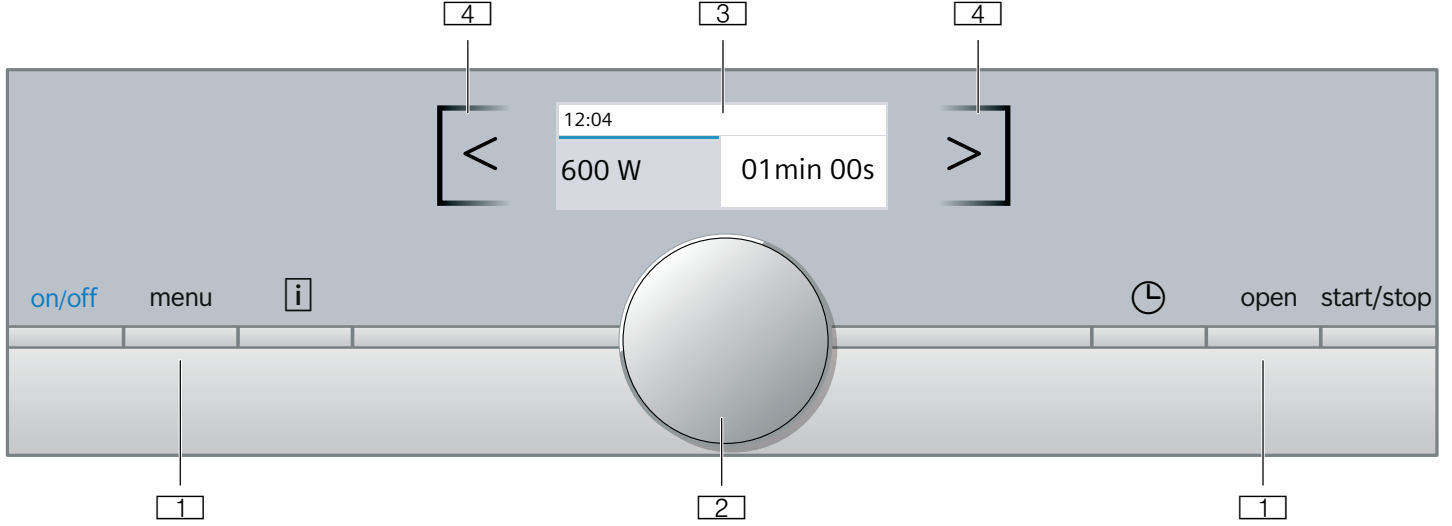 4 3 4
12:04
< 600 W 01min 00s >
on/off menu i open start/stop
1 2 1